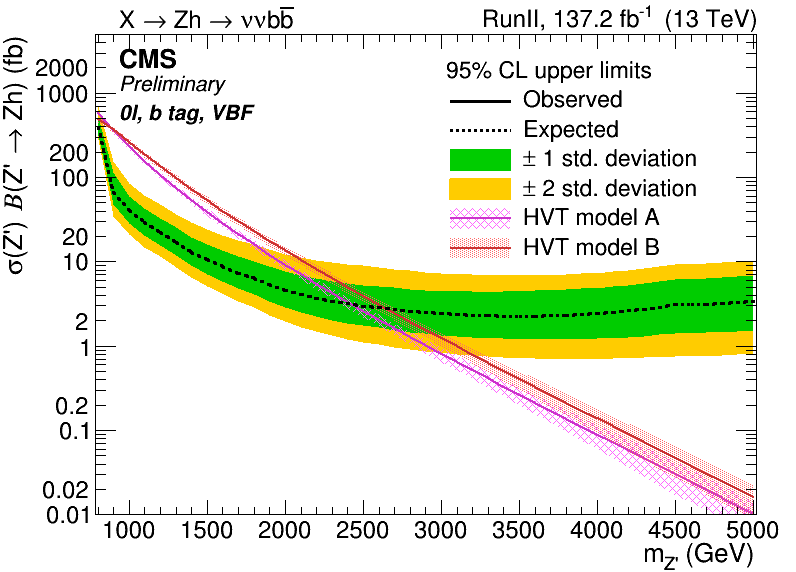 X → Zh → ννbb̅
RunII, 137.2 fb⁻¹ (13 TeV)
CMS
Preliminary
0l, b tag, VBF
95% CL upper limits
Observed
Expected
± 1 std. deviation
± 2 std. deviation
HVT model A
HVT model B
σ(Z') B(Z' → Zh) (fb)
2000
1000
200
100
20
10
2
1
0.2
0.1
0.02
0.01
1000 1500 2000 2500 3000 3500 4000 4500 5000
m_Z' (GeV)